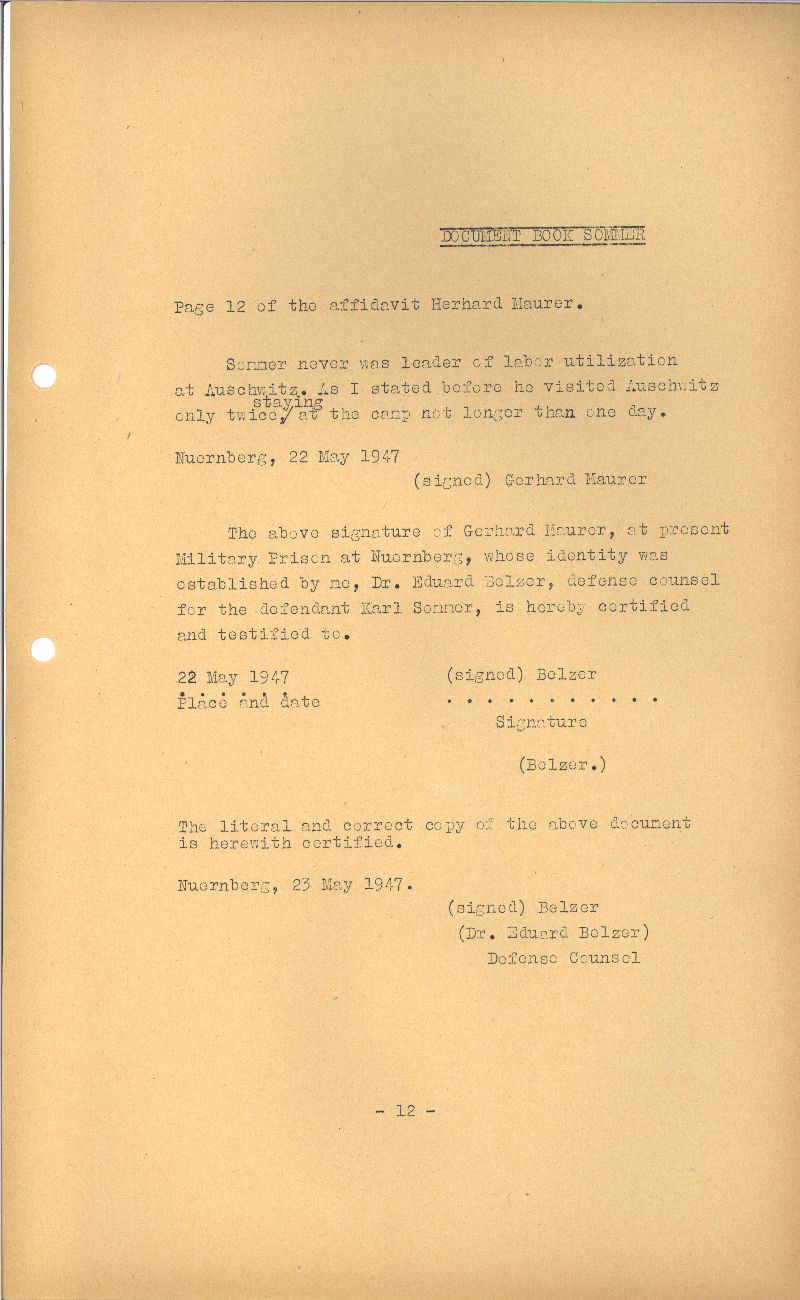 DOCUMENT BOOK SOMMER
Page 12 of the affidavit Herhard Maurer.
Sommer never was leader of labor utilization
at Auschwitz. As I stated before he visited Auschwitz
staying
only twice,/at the camp not longer than one day.
Nuernberg, 22 May 1947
(signed) Gerhard Maurer
The above signature of Gerhard Maurer, at present
Military Prison at Nuernberg, whose identity was
established by me, Dr. Eduard Belzer, defense counsel
for the defendant Karl Sommer, is hereby certified
and testified to.
22 May 1947 (signed) Belzer
Place and date . . . . . . . . . . .
Signature
(Belzer.)
The literal and correct copy of the above document
is herewith certified.
Nuernberg, 23 May 1947.
(signed) Belzer
(Dr. Eduard Belzer)
Defense Counsel
- 12 -